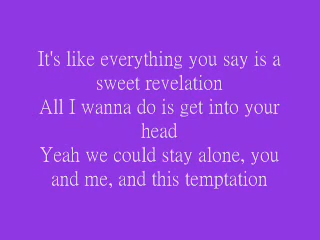 It's like everything you say is a
sweet revelation
All I wanna do is get into your
head
Yeah we could stay alone, you
and me, and this temptation